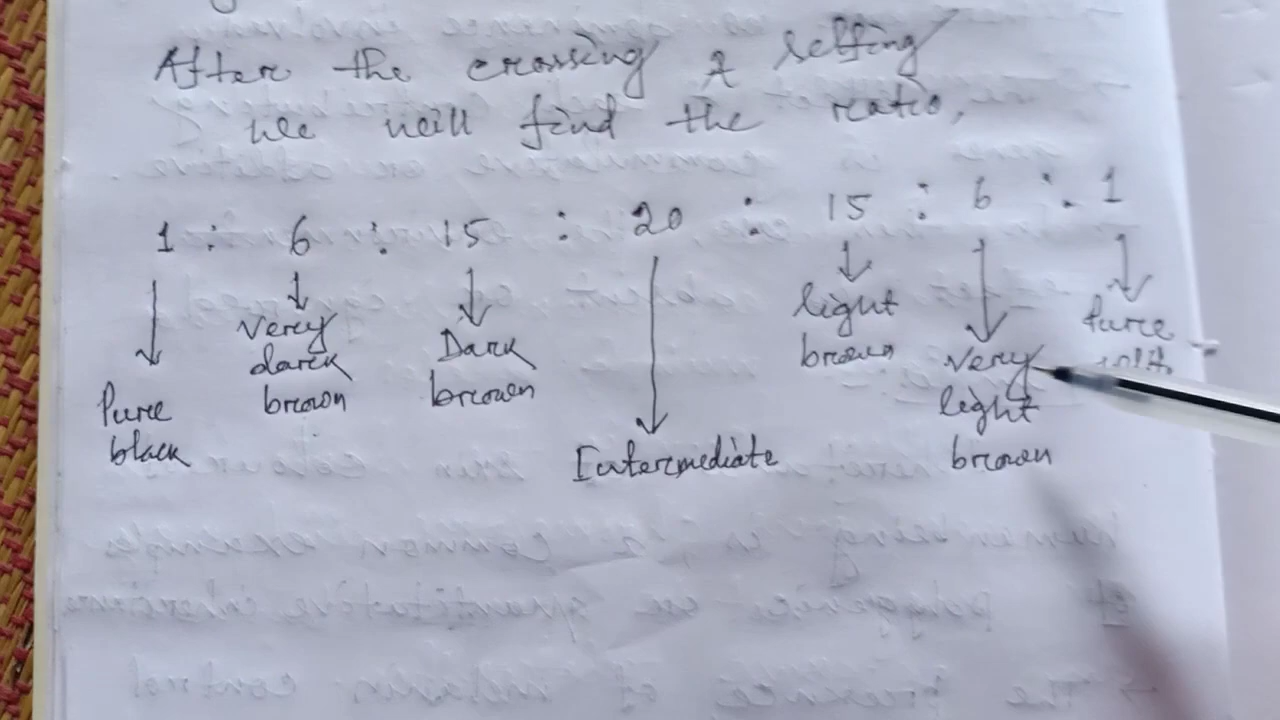 After the crossing & selfing
we will find the ratio,
1 : 6 : 15 : 20 : 15 : 6 : 1
Pure black
Very dark brown
Dark brown
Intermediate
light brown
Very light brown
Pure